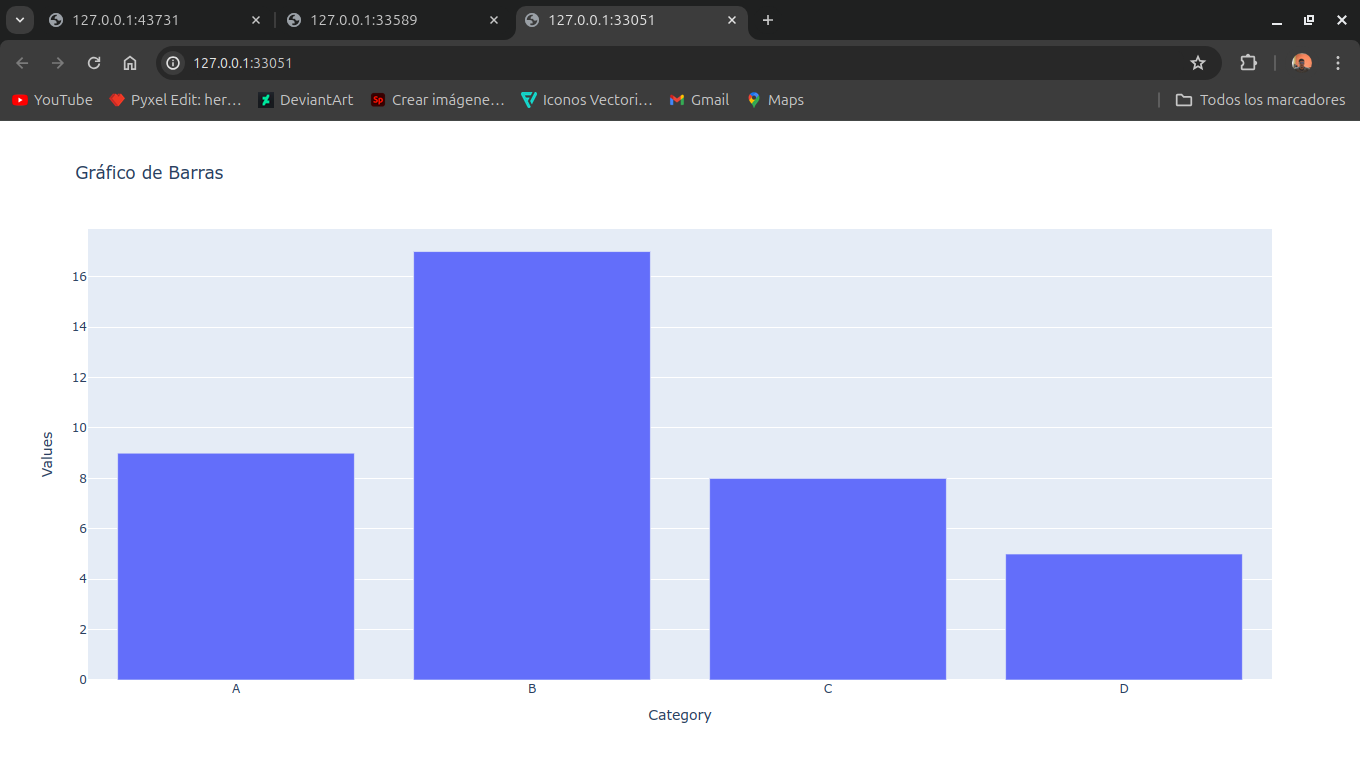 127.0.0.1:43731
127.0.0.1:33589
127.0.0.1:33051
127.0.0.1:33051
YouTube
Pyxel Edit: her…
DeviantArt
Sp
Crear imágene…
Iconos Vectori…
Gmail
Maps
Todos los marcadores
Gráfico de Barras
16
14
12
10
8
6
4
2
0
Values
A
B
C
D
Category